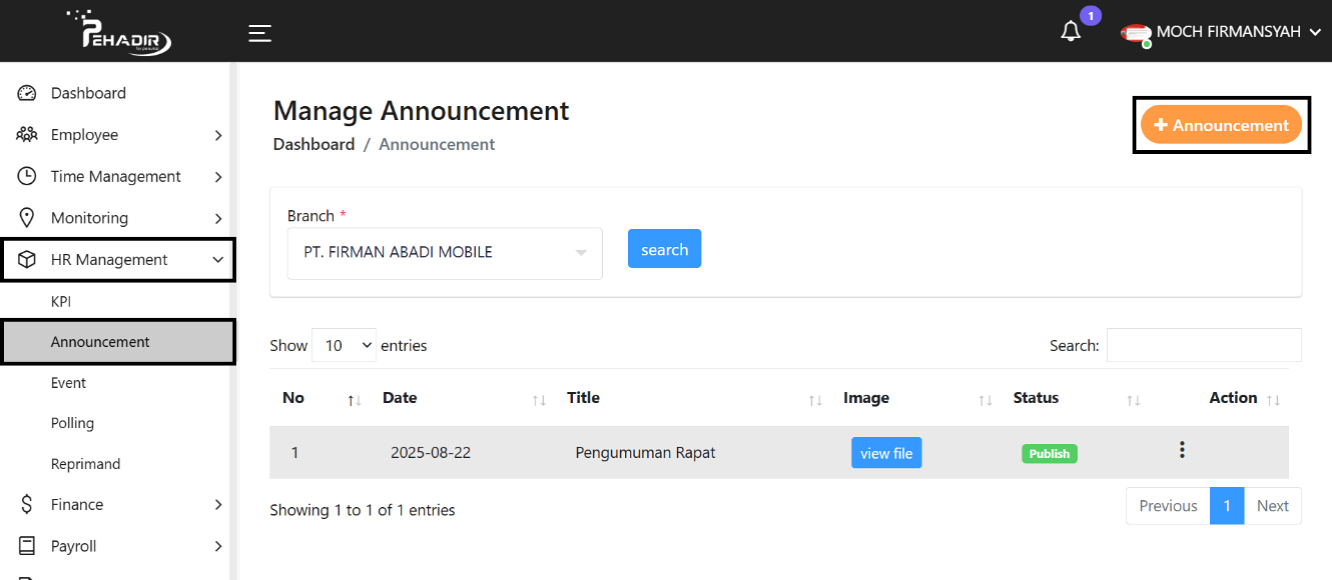 PEHADIR
1
MOCH FIRMANSYAH
Dashboard
Employee
Time Management
Monitoring
HR Management
KPI
Announcement
Event
Polling
Reprimand
Finance
Payroll
Manage Announcement
+ Announcement
Dashboard / Announcement
Branch *
PT. FIRMAN ABADI MOBILE
search
Show 10 entries
Search:
No Date Title Image Status Action
1 2025-08-22 Pengumuman Rapat view file Publish
Showing 1 to 1 of 1 entries
Previous 1 Next